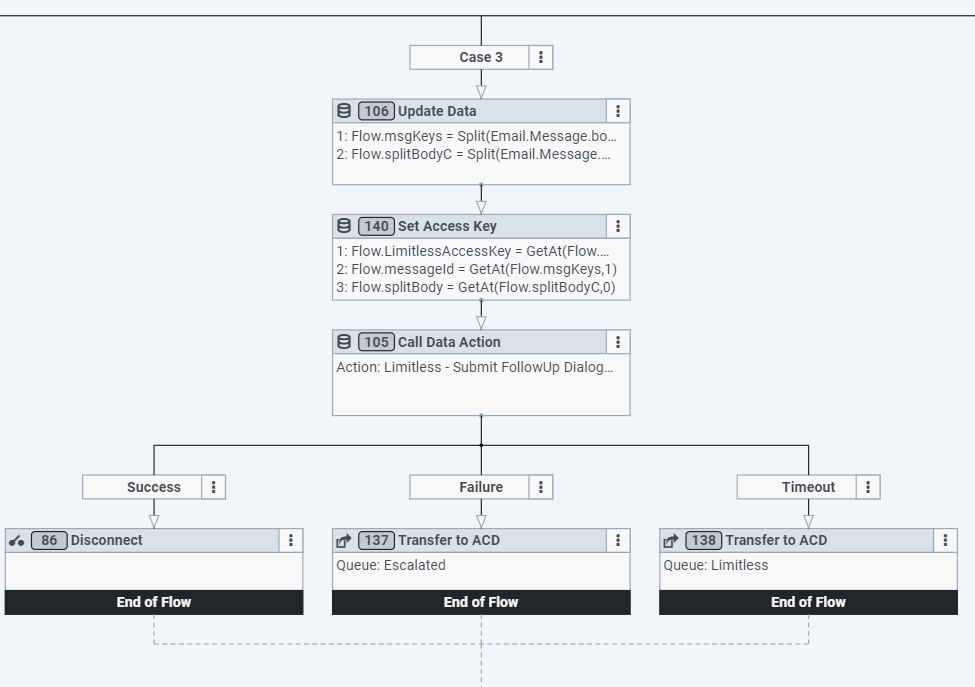 Case 3
106 Update Data
1: Flow.msgKeys = Split(Email.Message.bo...
2: Flow.splitBodyC = Split(Email.Message....
140 Set Access Key
1: Flow.LimitlessAccessKey = GetAt(Flow....
2: Flow.messageId = GetAt(Flow.msgKeys,1)
3: Flow.splitBody = GetAt(Flow.splitBodyC,0)
105 Call Data Action
Action: Limitless - Submit FollowUp Dialog...
Success
Failure
Timeout
86 Disconnect
137 Transfer to ACD
138 Transfer to ACD
Queue: Escalated
Queue: Limitless
End of Flow
End of Flow
End of Flow